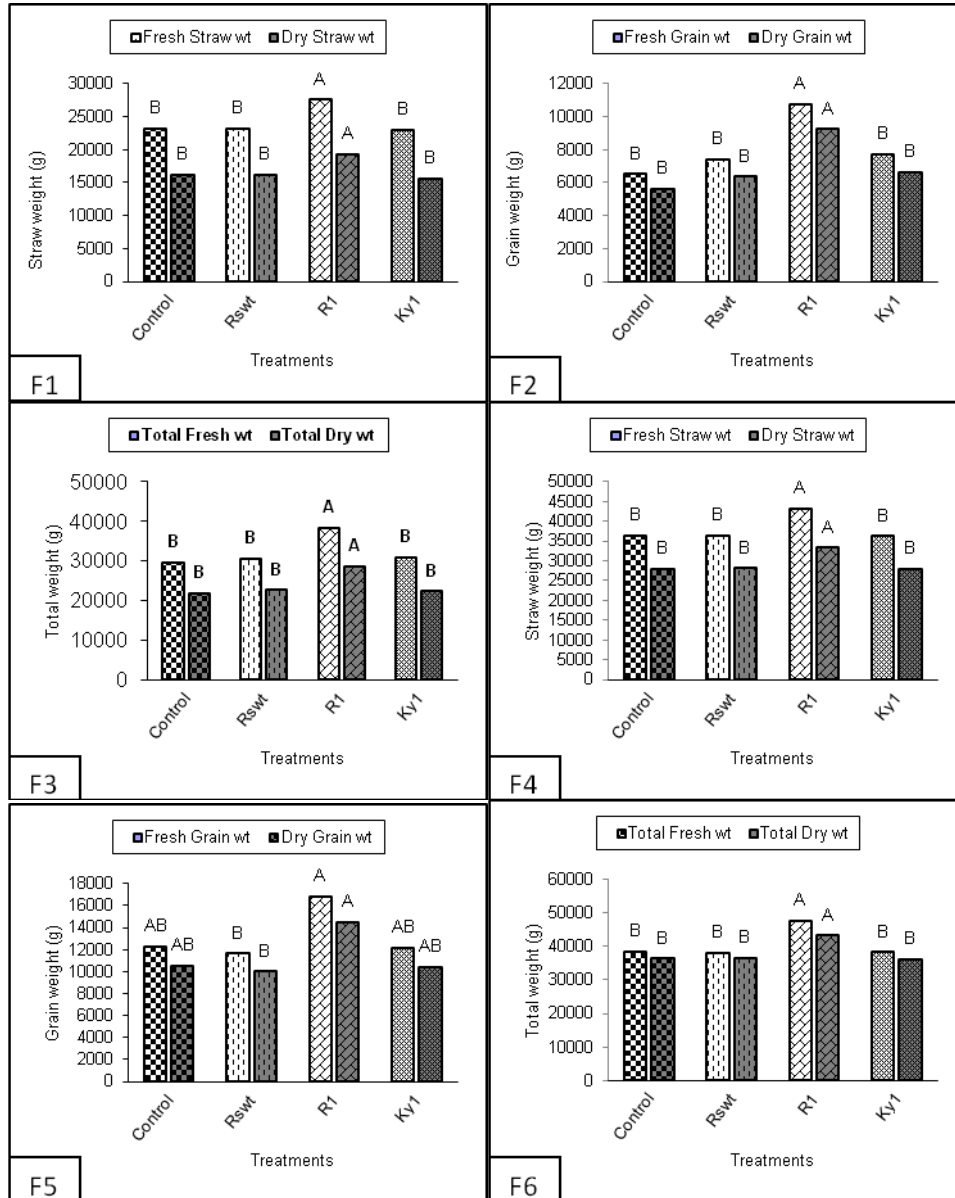 Fresh Straw wt Dry Straw wt
30000
25000
20000
15000
10000
5000
0
Straw weight (g)
B B B B A A B B
Control Rswt R1 Ky1
Treatments
F1
Fresh Grain wt Dry Grain wt
12000
10000
8000
6000
4000
2000
0
Grain weight (g)
B B B B A A B B
Control Rswt R1 Ky1
Treatments
F2
Total Fresh wt Total Dry wt
50000
40000
30000
20000
10000
0
Total weight (g)
B B B B A A B B
Control Rswt R1 Ky1
Treatments
F3
Fresh Straw wt Dry Straw wt
50000
45000
40000
35000
30000
25000
20000
15000
10000
5000
0
Straw weight (g)
B B B B A A B B
Control Rswt R1 Ky1
Treatments
F4
Fresh Grain wt Dry Grain wt
18000
16000
14000
12000
10000
8000
6000
4000
2000
0
Grain weight (g)
AB AB B B A A AB AB
Control Rswt R1 Ky1
Treatments
F5
Total Fresh wt Total Dry wt
60000
50000
40000
30000
20000
10000
0
Total weight (g)
B B B B A A B B
Control Rswt R1 Ky1
Treatments
F6